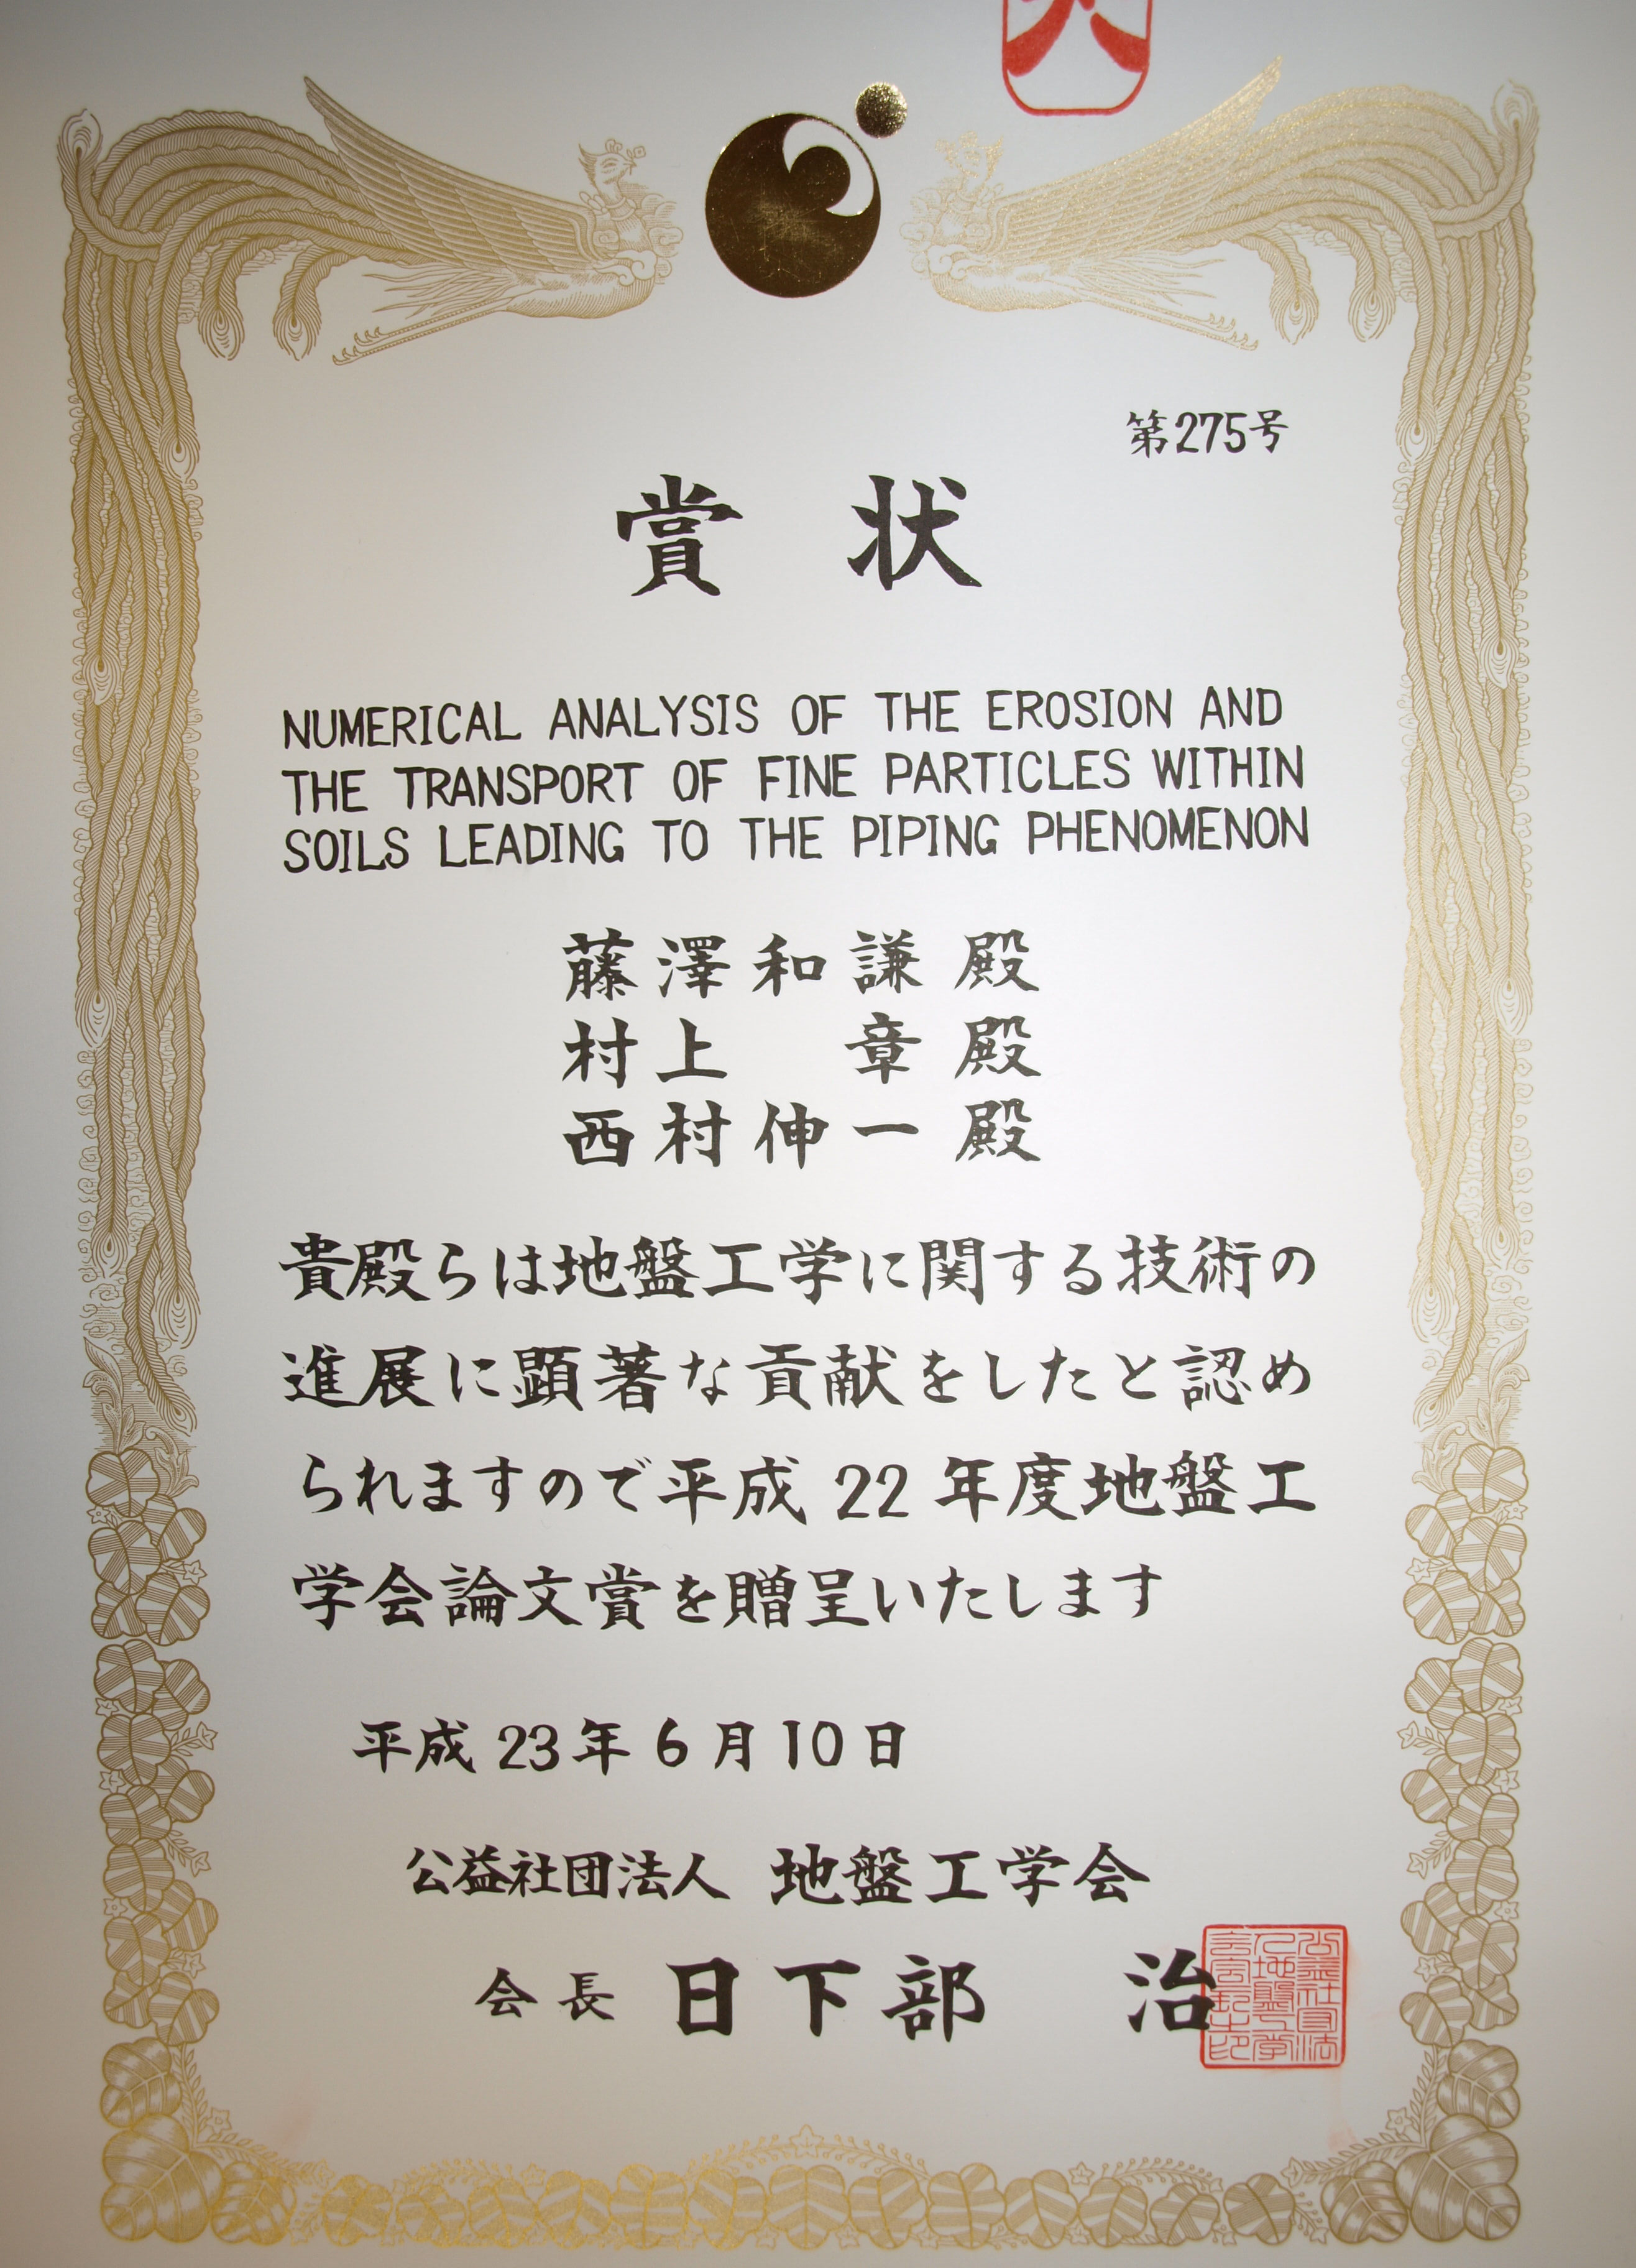 第275号
賞状
NUMERICAL ANALYSIS OF THE EROSION AND
THE TRANSPORT OF FINE PARTICLES WITHIN
SOILS LEADING TO THE PIPING PHENOMENON
藤澤和謙 殿
村上 章 殿
西村伸一 殿
貴殿らは地盤工学に関する技術の
進展に顕著な貢献をしたと認め
られますので平成 22 年度地盤工
学会論文賞を贈呈いたします
平成 23 年 6 月 10 日
公益社団法人 地盤工学会
会長 日下部 治